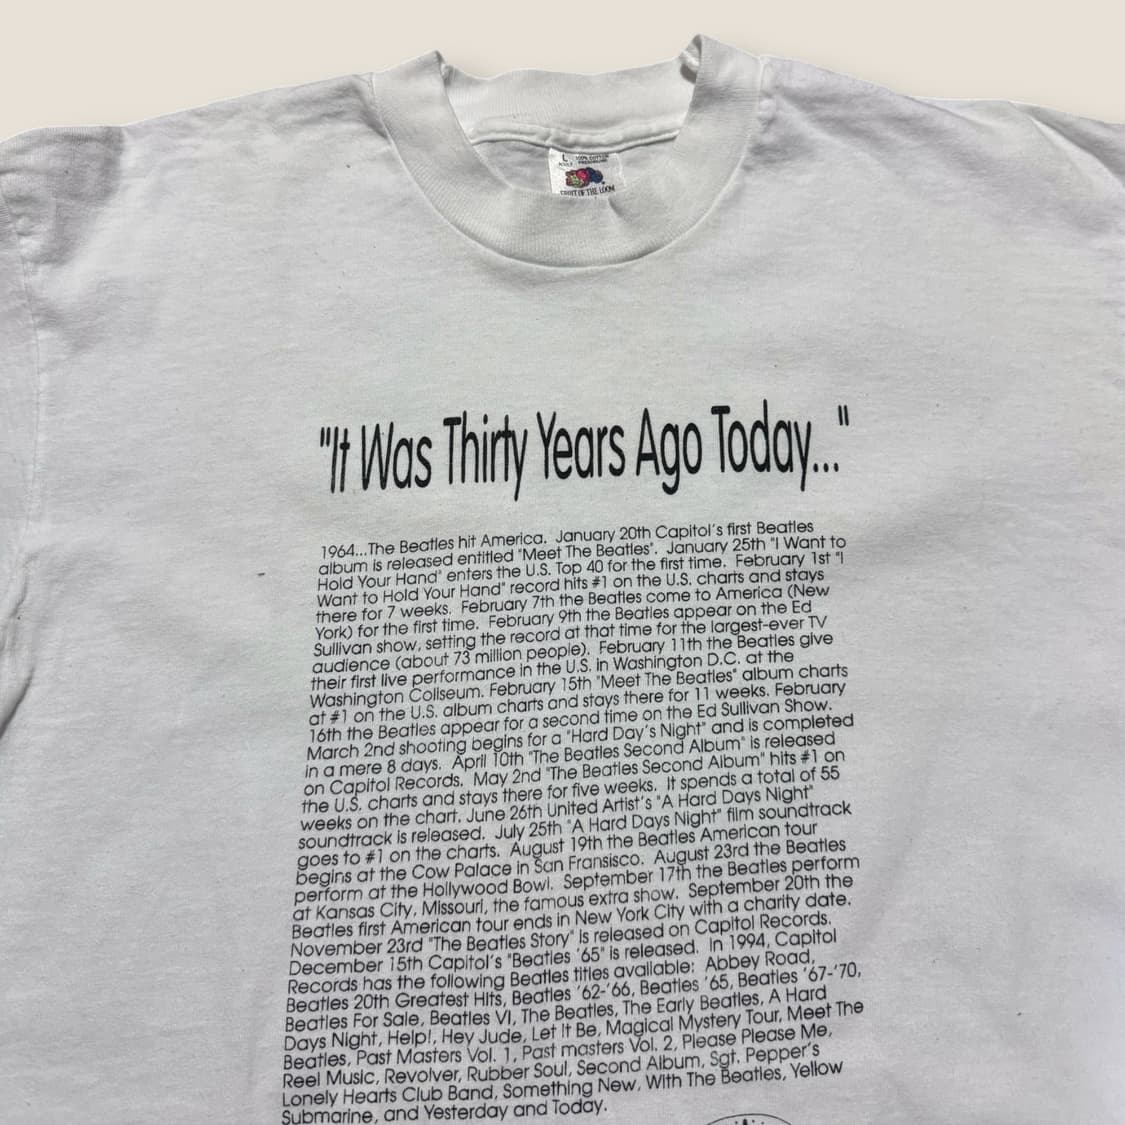 L 100% COTTON
FRUIT OF THE LOOM
"It Was Thirty Years Ago Today..."
1964...The Beatles hit America. January 20th Capitol's first Beatles
album is released entitled "Meet The Beatles". January 25th "I Want to
Hold Your Hand" enters the U.S. Top 40 for the first time. February 1st "I
Want to Hold Your Hand" record hits #1 on the U.S. charts and stays
there for 7 weeks. February 7th the Beatles come to America (New
York) for the first time. February 9th the Beatles appear on the Ed
Sullivan show, setting the record at that time for the largest-ever TV
audience (about 73 million people). February 11th the Beatles give
their first live performance in the U.S. in Washington D.C. at the
Washington Coliseum. February 15th "Meet The Beatles" album charts
at #1 on the U.S. album charts and stays there for 11 weeks. February
16th the Beatles appear for a second time on the Ed Sullivan Show.
March 2nd shooting begins for a "Hard Day's Night" and is completed
in a mere 8 days. April 10th "The Beatles Second Album" is released
on Capitol Records. May 2nd "The Beatles Second Album" hits #1 on
the U.S. charts and stays there for five weeks. It spends a total of 55
weeks on the chart. June 26th United Artist's "A Hard Days Night"
soundtrack is released. July 25th "A Hard Days Night" film soundtrack
goes to #1 on the charts. August 19th the Beatles American tour
begins at the Cow Palace in San Fransisco. August 23rd the Beatles
perform at the Hollywood Bowl. September 17th the Beatles perform
at Kansas City, Missouri, the famous extra show. September 20th the
Beatles first American tour ends in New York City with a charity date.
November 23rd "The Beatles Story" is released on Capitol Records.
December 15th Capitol's "Beatles '65" is released. In 1994, Capitol
Records has the following Beatles titles available: Abbey Road,
Beatles 20th Greatest Hits, Beatles '62-'66, Beatles '65, Beatles '67-'70,
Beatles For Sale, Beatles VI, The Beatles, The Early Beatles, A Hard
Days Night, Help!, Hey Jude, Let It Be, Magical Mystery Tour, Meet The
Beatles, Past Masters Vol. 1, Past masters Vol. 2, Please Please Me,
Reel Music, Revolver, Rubber Soul, Second Album, Sgt. Pepper's
Lonely Hearts Club Band, Something New, With The Beatles, Yellow
Submarine, and Yesterday and Today.